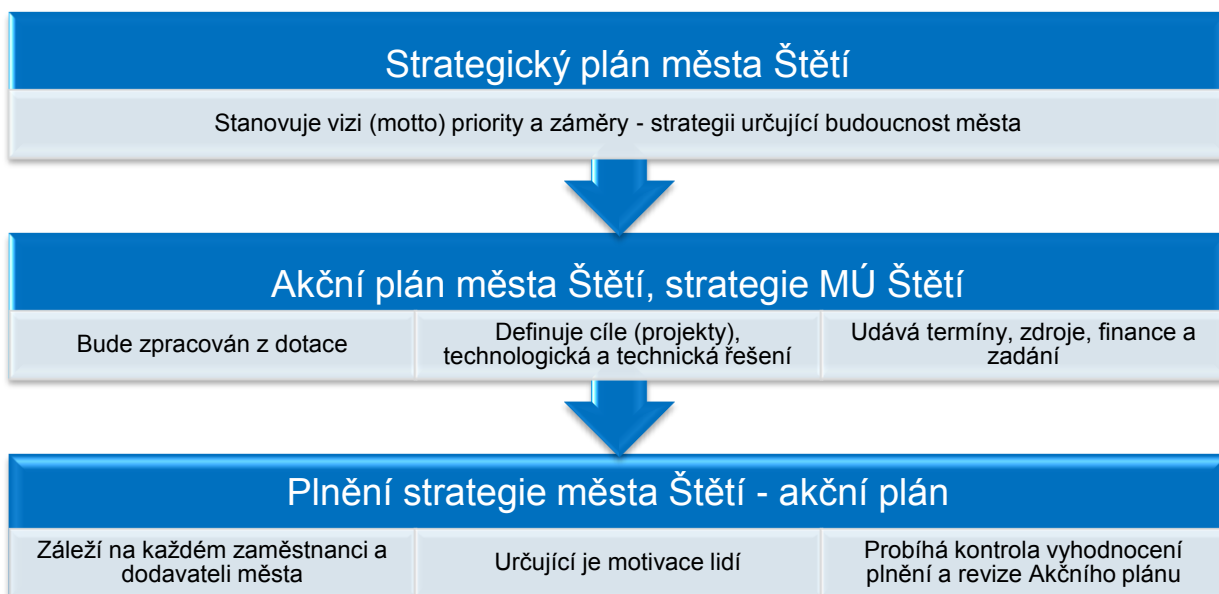 Strategický plán města Štětí
Stanovuje vizi (motto) priority a záměry - strategii určující budoucnost města
Akční plán města Štětí, strategie MÚ Štětí
Bude zpracován z dotace
Definuje cíle (projekty),
technologická a technická řešení
Udává termíny, zdroje, finance a
zadání
Plnění strategie města Štětí - akční plán
Záleží na každém zaměstnanci a
dodavateli města
Určující je motivace lidí
Probíhá kontrola vyhodnocení
plnění a revize Akčního plánu